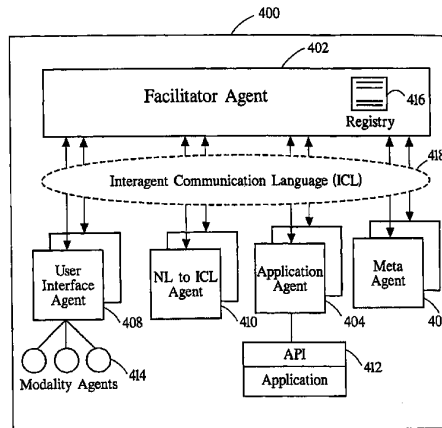 400
402
Facilitator Agent
416
Registry
418
Interagent Communication Language (ICL)
User
Interface
Agent
408
NL to ICL
Agent
410
Application
Agent
404
Meta
Agent
414
Modality Agents
API
Application
412